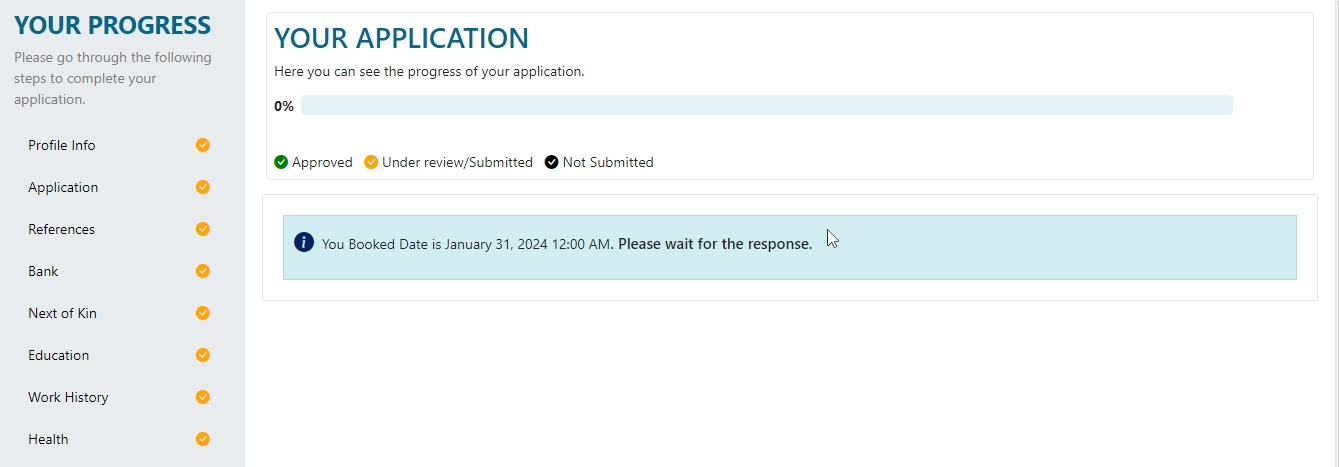 YOUR PROGRESS
Please go through the following
steps to complete your
application.
Profile Info
Application
References
Bank
Next of Kin
Education
Work History
Health
YOUR APPLICATION
Here you can see the progress of your application.
0%
Approved Under review/Submitted Not Submitted
You Booked Date is January 31, 2024 12:00 AM. Please wait for the response.